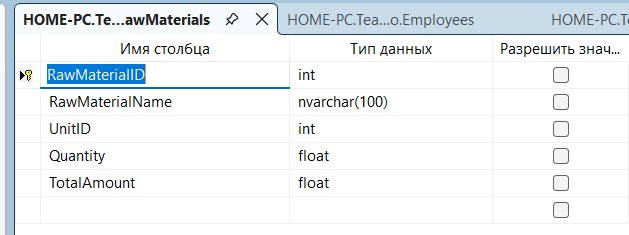 HOME-PC.Te...awMaterials HOME-PC.Tea...o.Employees HOME-PC.Te
Имя столбца Тип данных Разрешить знач...
RawMaterialID int
RawMaterialName nvarchar(100)
UnitID int
Quantity float
TotalAmount float